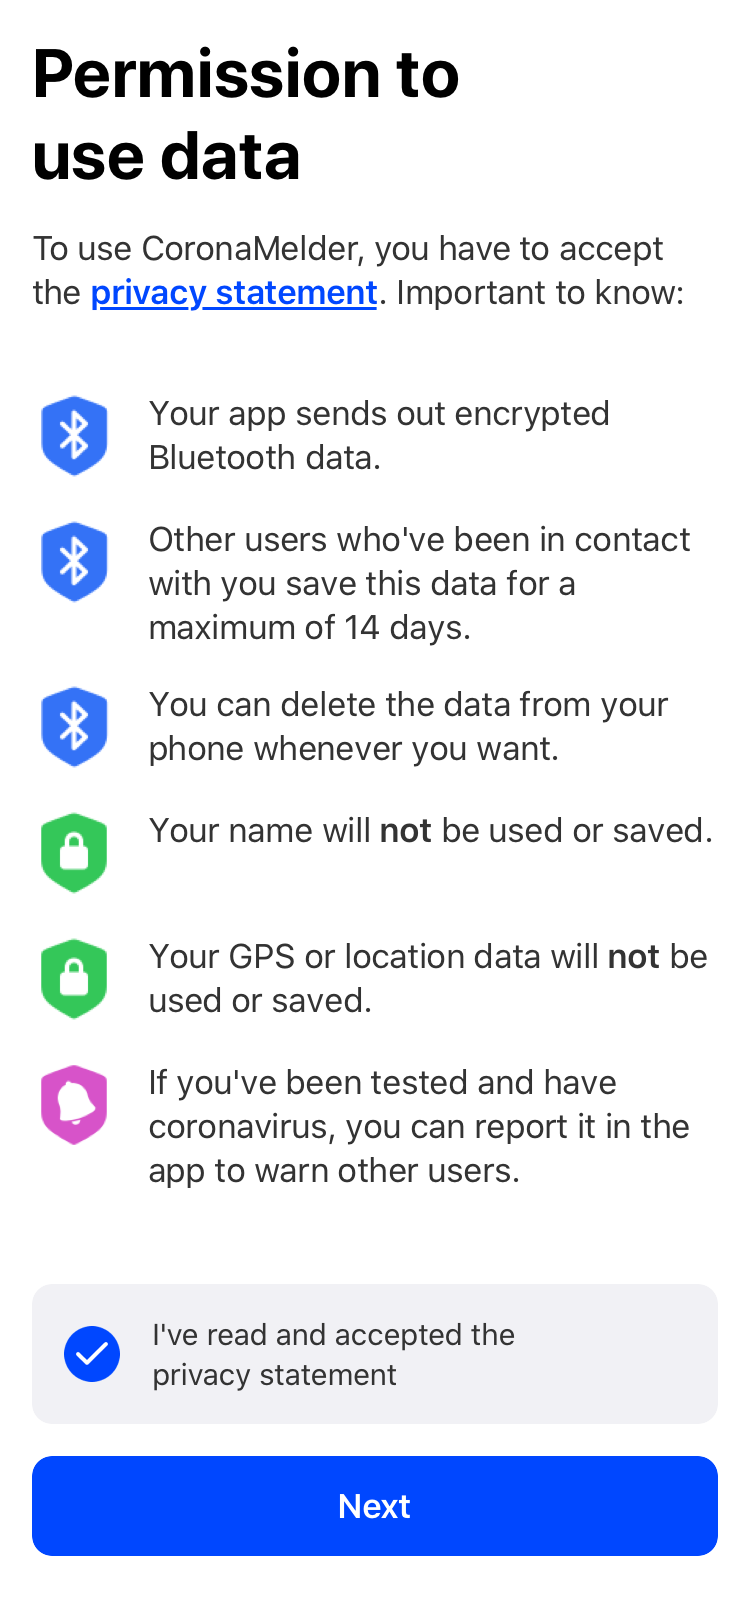 Permission to
use data
To use CoronaMelder, you have to accept
the privacy statement. Important to know:
Your app sends out encrypted
Bluetooth data.
Other users who've been in contact
with you save this data for a
maximum of 14 days.
You can delete the data from your
phone whenever you want.
Your name will not be used or saved.
Your GPS or location data will not be
used or saved.
If you've been tested and have
coronavirus, you can report it in the
app to warn other users.
I've read and accepted the
privacy statement
Next